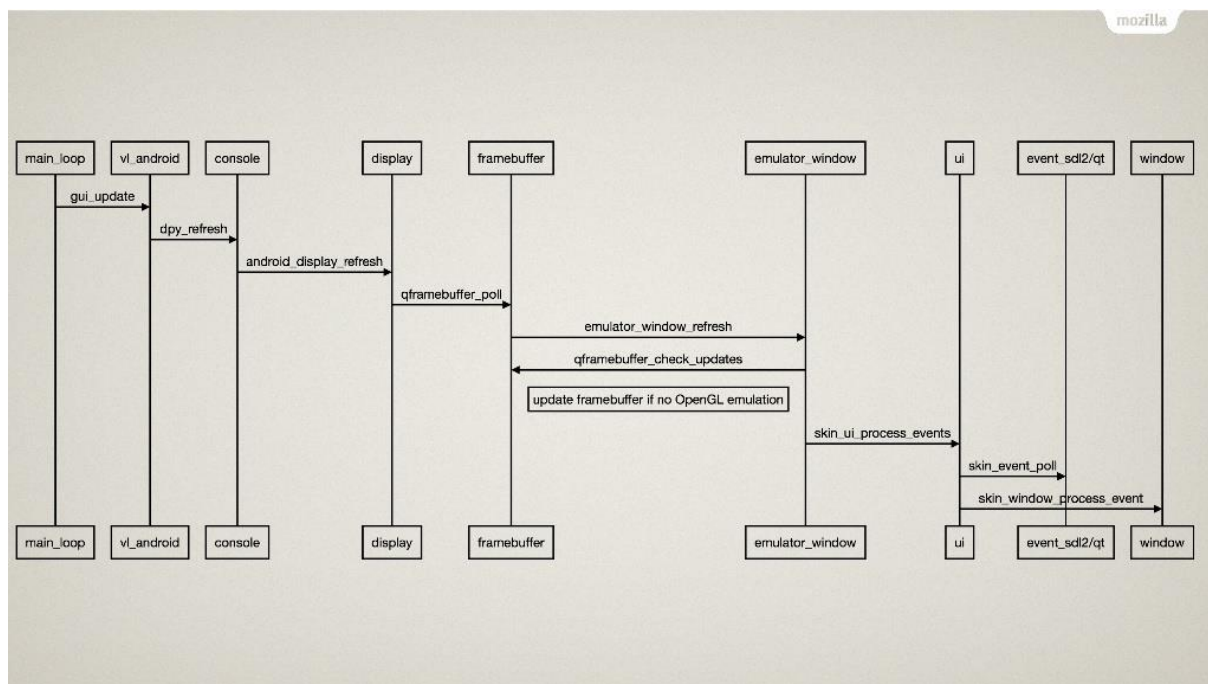 mozilla
main_loop
vl_android
console
display
framebuffer
emulator_window
ui
event_sdl2/qt
window
gui_update
dpy_refresh
android_display_refresh
qframebuffer_poll
emulator_window_refresh
qframebuffer_check_updates
update framebuffer if no OpenGL emulation
skin_ui_process_events
skin_event_poll
skin_window_process_event
main_loop
vl_android
console
display
framebuffer
emulator_window
ui
event_sdl2/qt
window